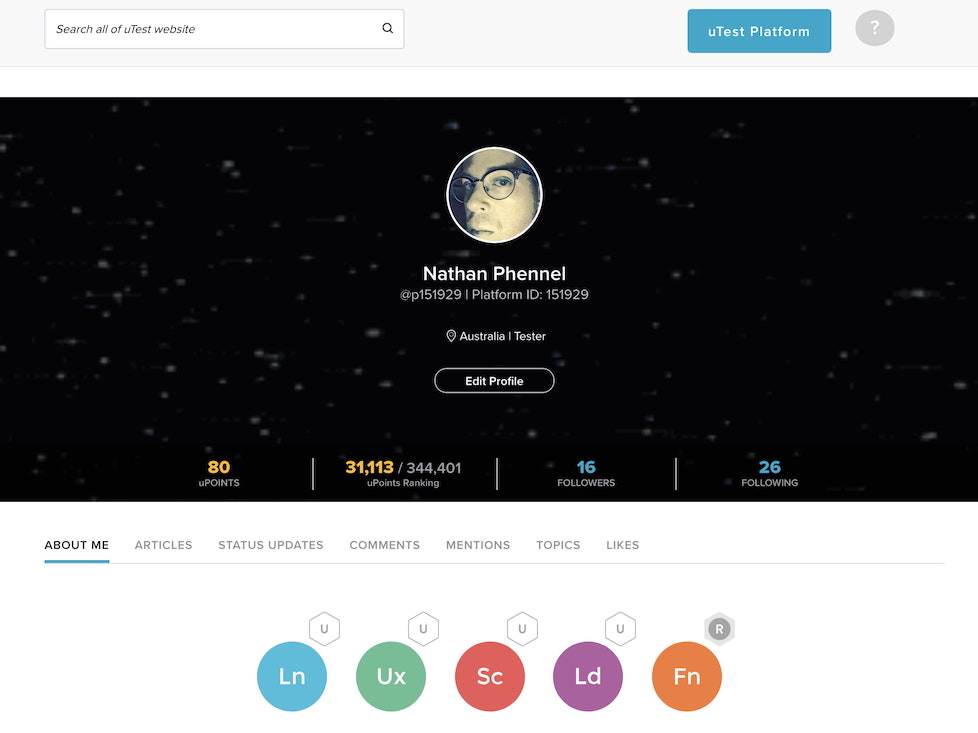 Search all of uTest website
uTest Platform
?
Nathan Phennel
@p151929 | Platform ID: 151929
Australia | Tester
Edit Profile
80
uPOINTS
31,113 / 344,401
uPoints Ranking
16
FOLLOWERS
26
FOLLOWING
ABOUT ME ARTICLES STATUS UPDATES COMMENTS MENTIONS TOPICS LIKES
U U U U R
Ln Ux Sc Ld Fn